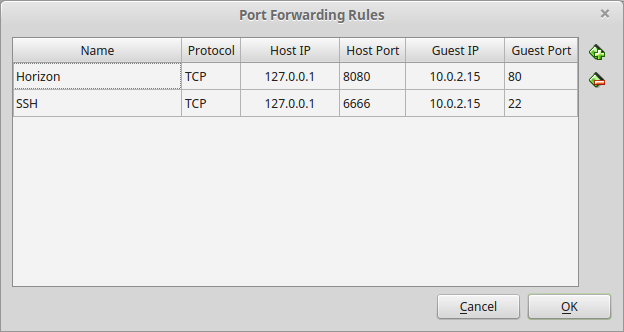 Port Forwarding Rules
Name Protocol Host IP Host Port Guest IP Guest Port
Horizon TCP 127.0.0.1 8080 10.0.2.15 80
SSH TCP 127.0.0.1 6666 10.0.2.15 22
Cancel OK